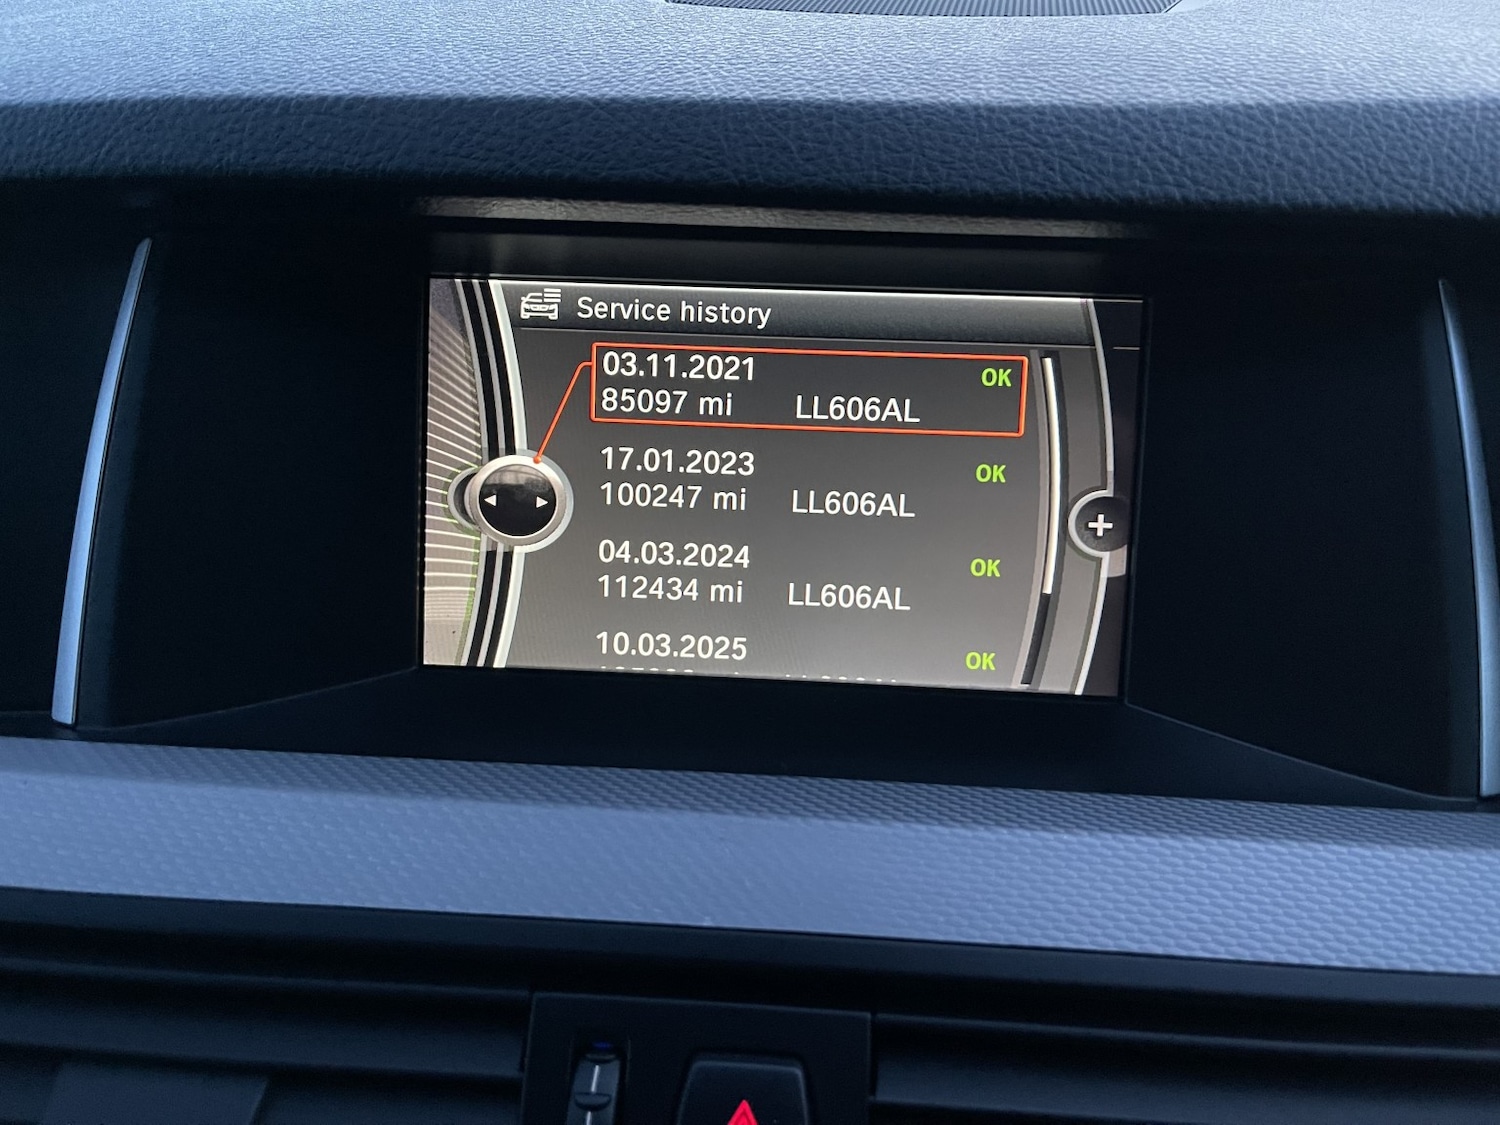 Service history
03.11.2021 OK
85097 mi LL606AL
17.01.2023 OK
100247 mi LL606AL
04.03.2024 OK
112434 mi LL606AL
10.03.2025 OK